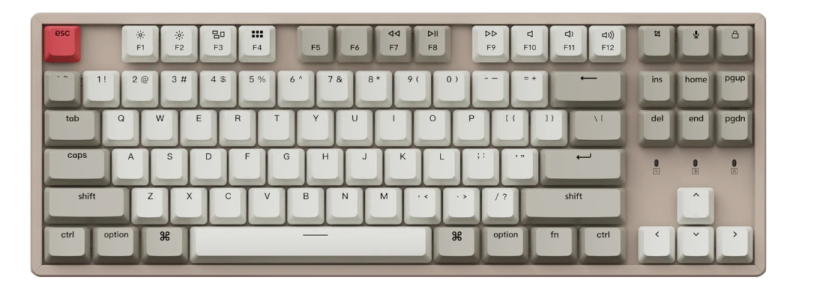 esc F1 F2 F3 F4 F5 F6 F7 F8 F9 F10 F11 F12
1 ! 2 @ 3 # 4 $ 5 % 6 ^ 7 & 8 * 9 ( 0 ) - – = + ins home pgup
tab Q W E R T Y U I O P [ { ] } \ | del end pgdn
caps A S D F G H J K L ; : ' "
shift Z X C V B N M , < . > / ? shift
ctrl option ⌘ ⌘ option fn ctrl